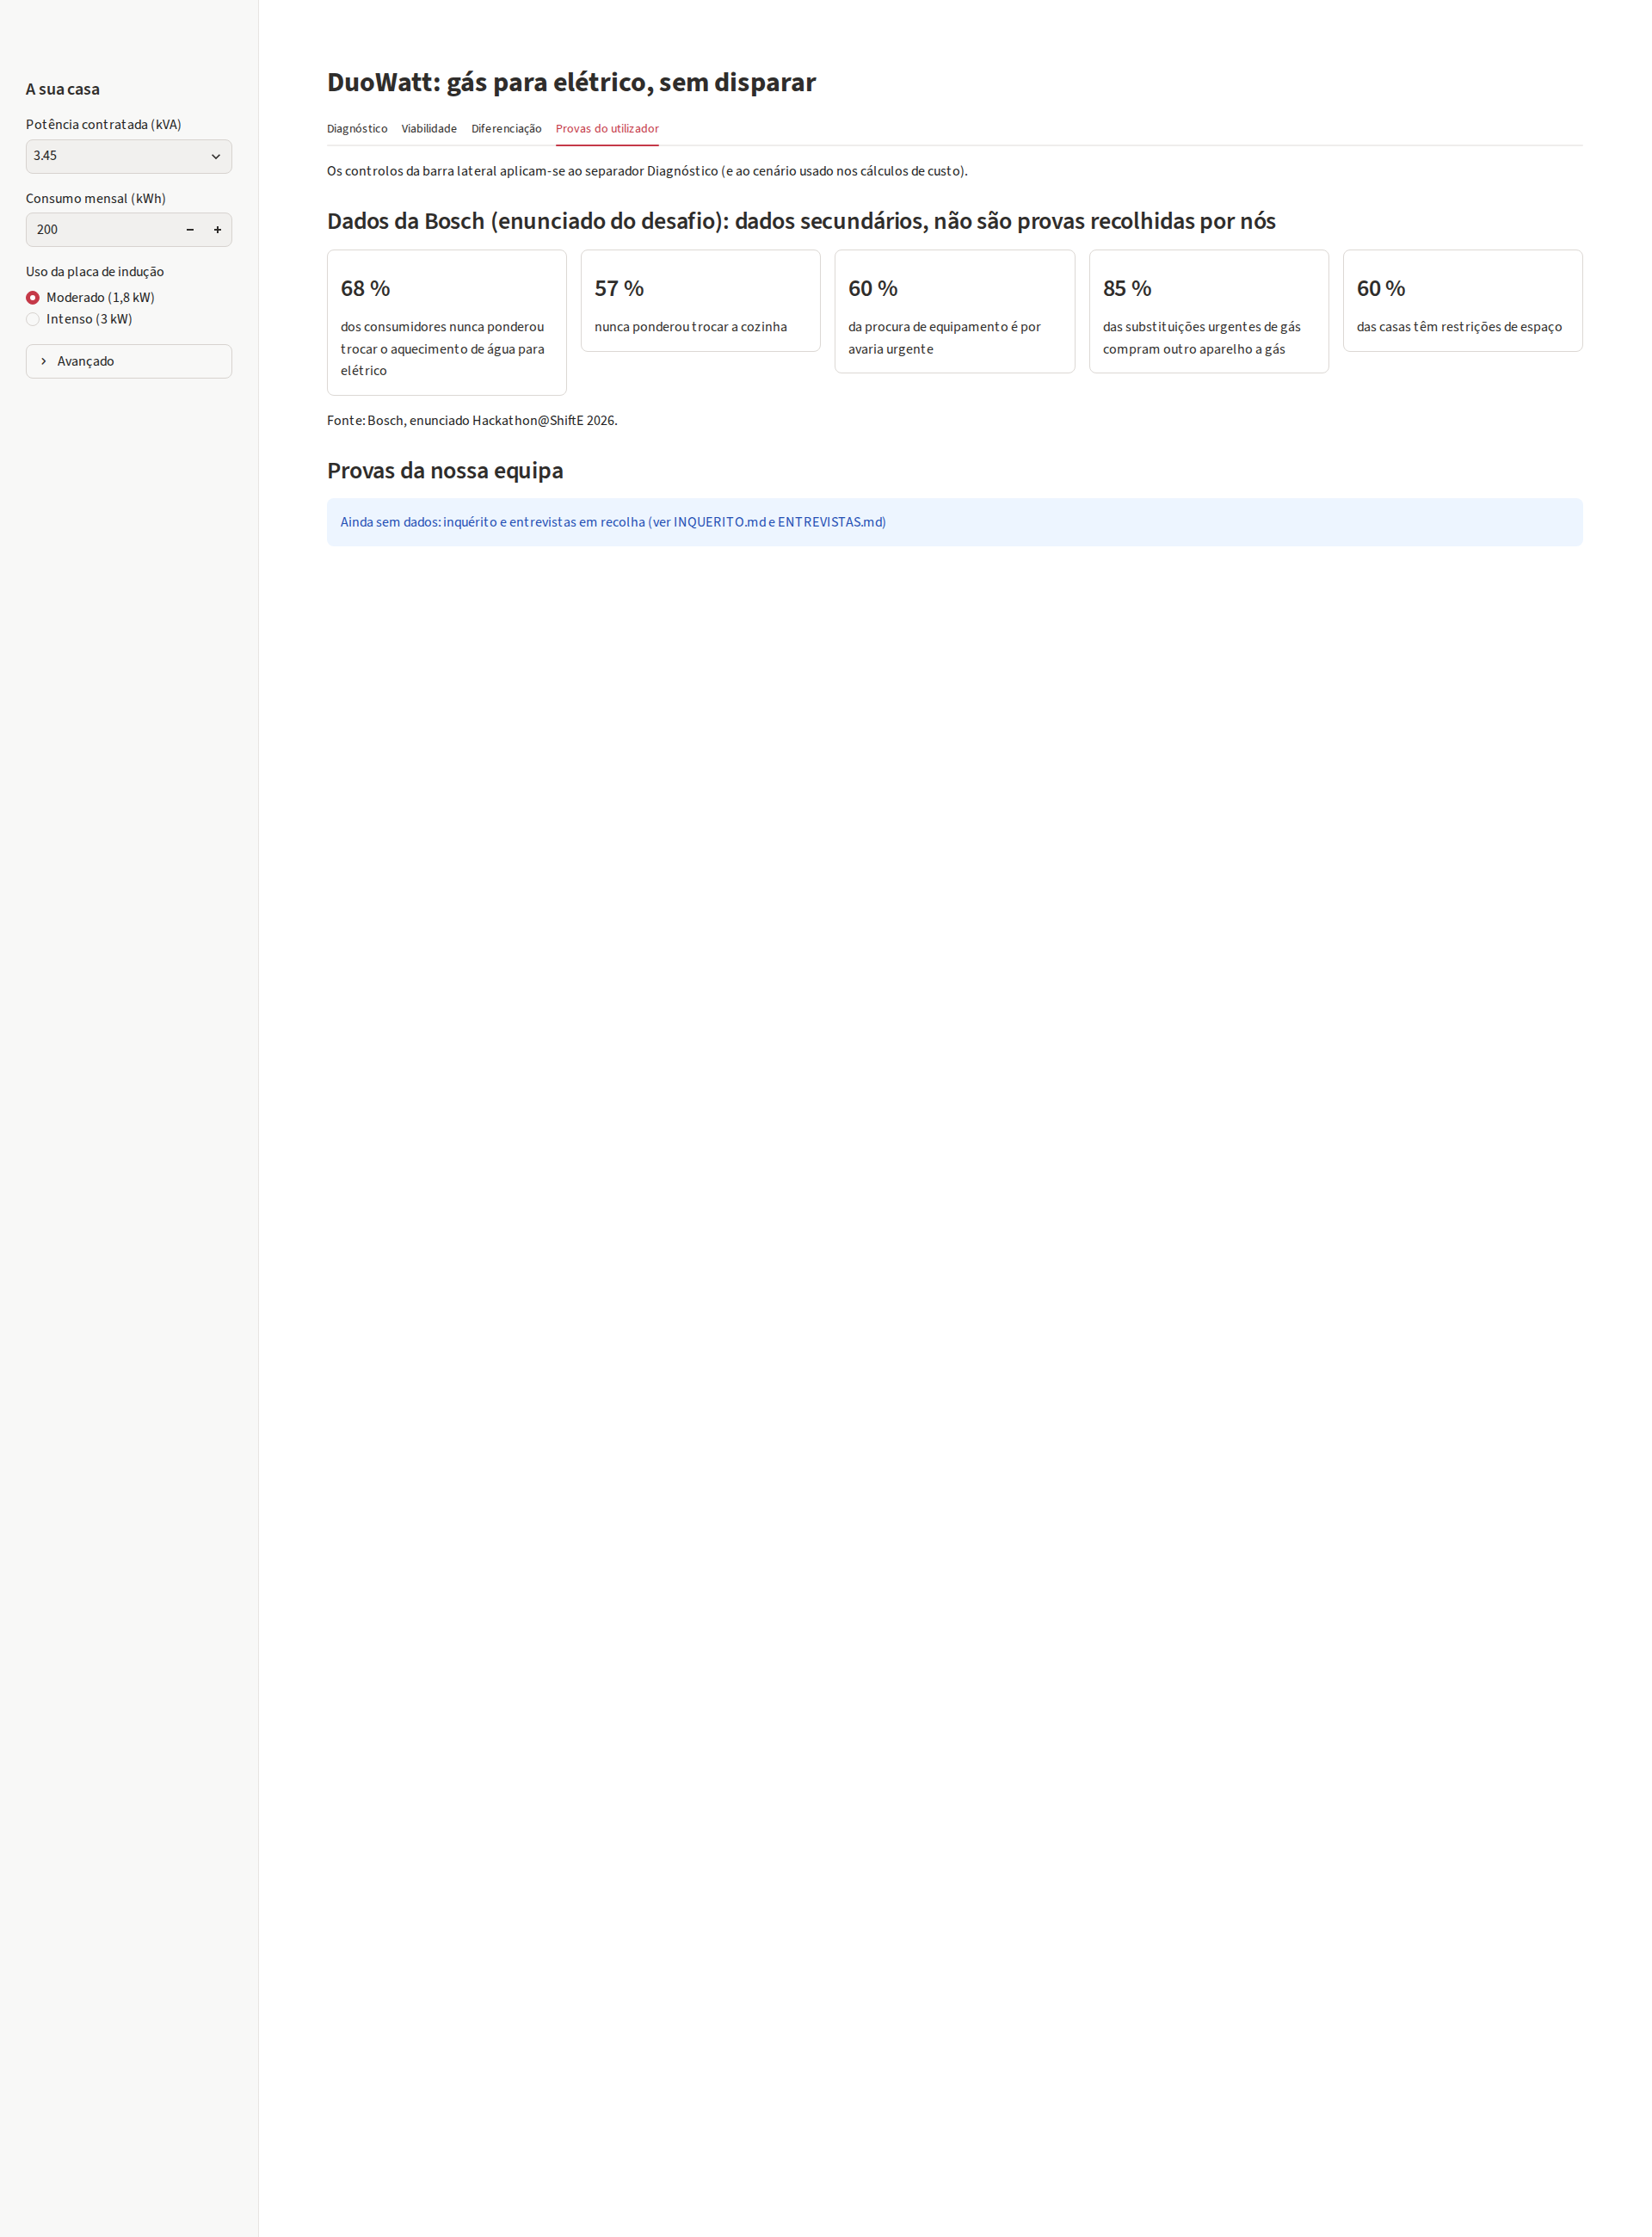 A sua casa
Potência contratada (kVA)
3.45
Consumo mensal (kWh)
200
Uso da placa de indução
Moderado (1,8 kW)
Intenso (3 kW)
Avançado
DuoWatt: gás para elétrico, sem disparar
Diagnóstico Viabilidade Diferenciação Provas do utilizador
Os controlos da barra lateral aplicam-se ao separador Diagnóstico (e ao cenário usado nos cálculos de custo).
Dados da Bosch (enunciado do desafio): dados secundários, não são provas recolhidas por nós
68 %
dos consumidores nunca ponderou
trocar o aquecimento de água para
elétrico
57 %
nunca ponderou trocar a cozinha
60 %
da procura de equipamento é por
avaria urgente
85 %
das substituições urgentes de gás
compram outro aparelho a gás
60 %
das casas têm restrições de espaço
Fonte: Bosch, enunciado Hackathon@ShiftE 2026.
Provas da nossa equipa
Ainda sem dados: inquérito e entrevistas em recolha (ver INQUERITO.md e ENTREVISTAS.md)